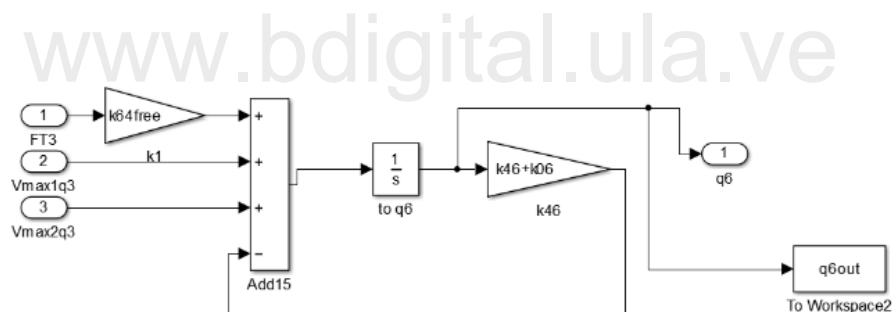 www.bdigital.ula.ve
1
k64free
+
FT3
2
k1
+
Vmax1q3
3
+
Vmax2q3
−
Add15
1
s
to q6
k46+k06
k46
1
q6
q6out
To Workspace2